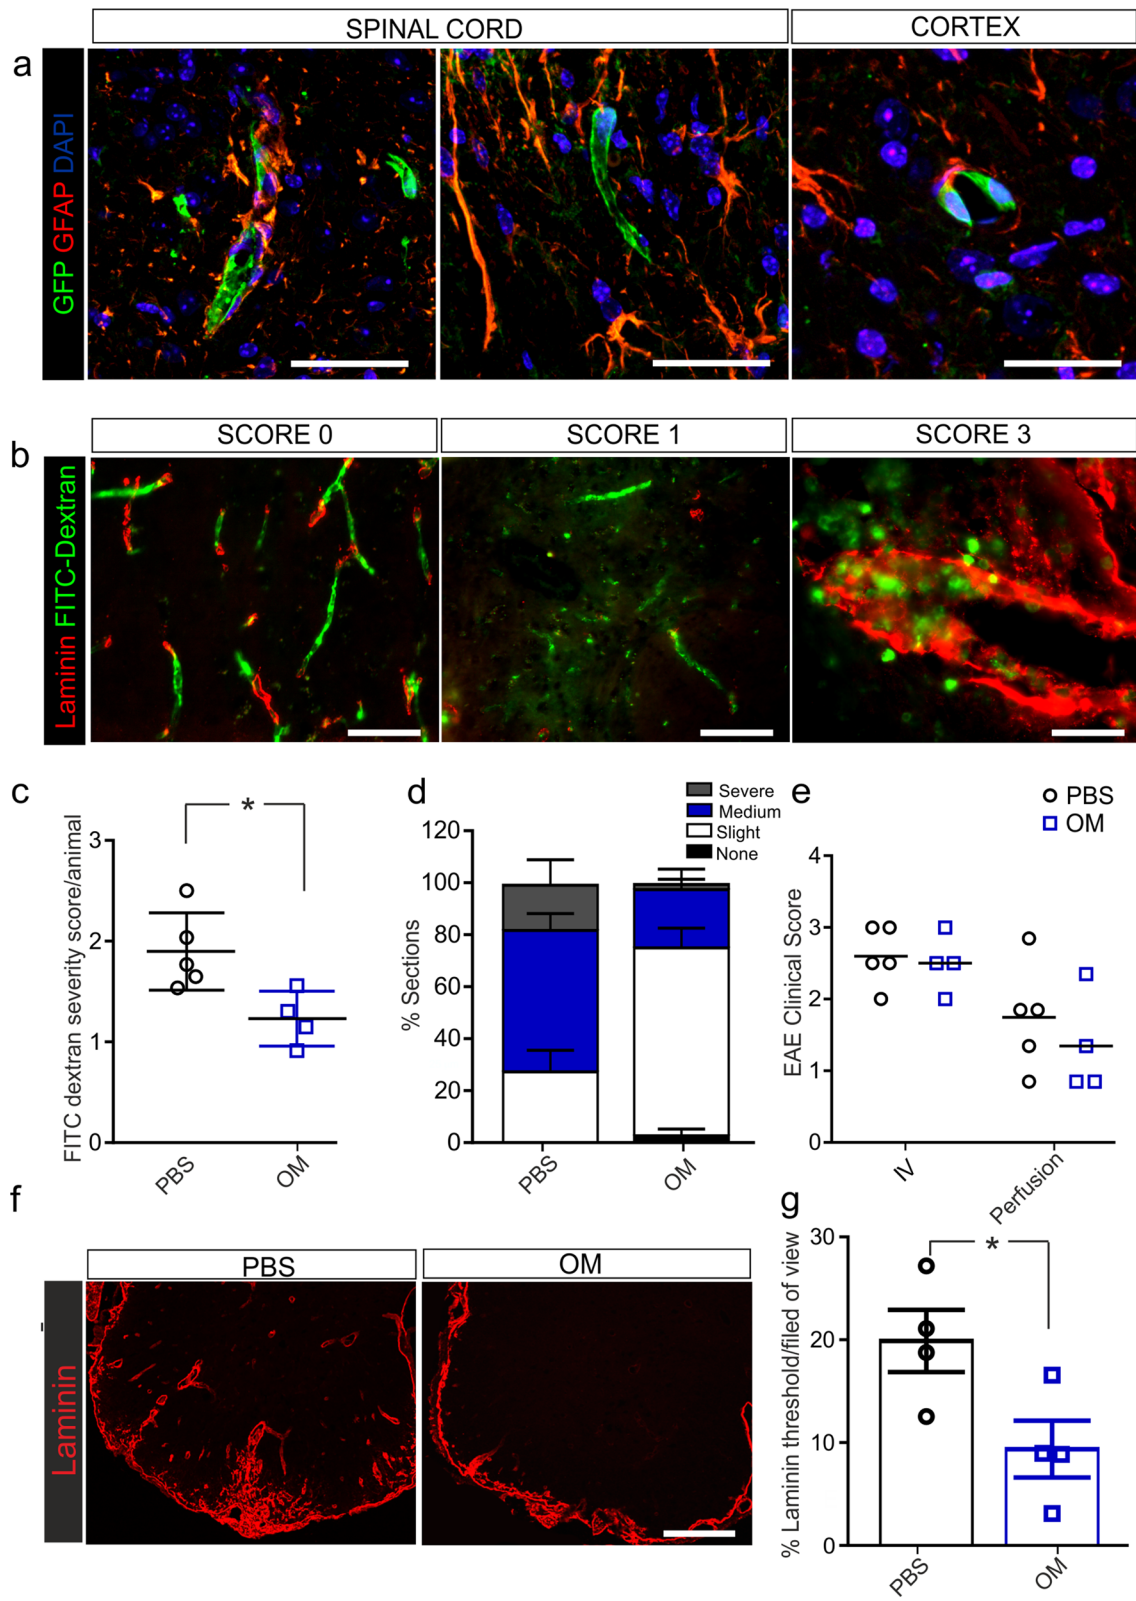 SPINAL CORD
CORTEX
a
GFP GFAP DAPI
b
SCORE 0
SCORE 1
SCORE 3
Laminin FITC-Dextran
c
*
FITC dextran severity score/animal
3
2
1
0
PBS
OM
d
Severe
Medium
Slight
None
% Sections
120
100
80
60
40
20
0
PBS
OM
e
PBS
OM
EAE Clinical Score
4
3
2
1
0
IV
Perfusion
f
PBS
OM
Laminin
g
*
% Laminin threshold/filed of view
30
20
10
0
PBS
OM